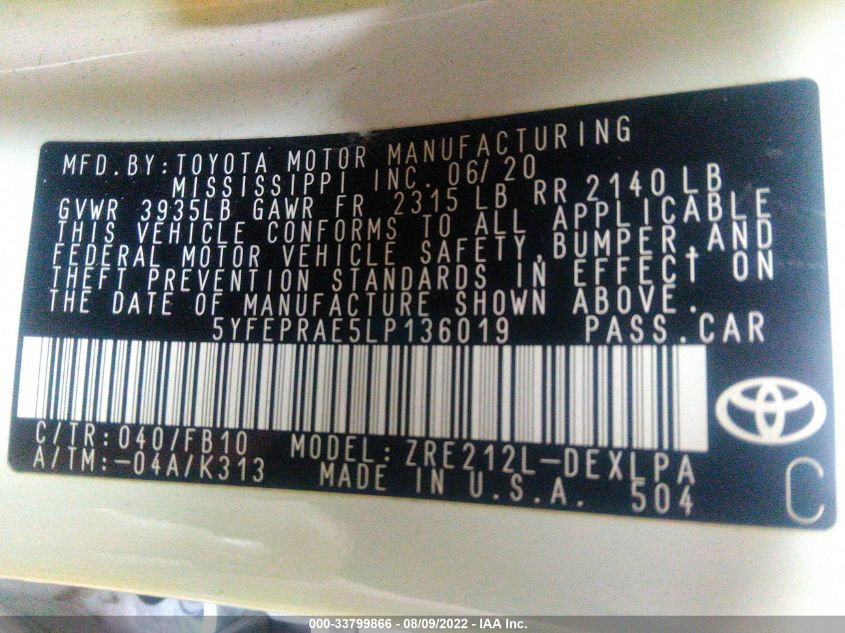 MFD.BY:TOYOTA MOTOR MANUFACTURING
MISSISSIPPI INC. 06/20
GVWR 3935LB GAWR FR 2315 LB RR 2140 LB
THIS VEHICLE CONFORMS TO ALL APPLICABLE
FEDERAL MOTOR VEHICLE SAFETY,BUMPER,AND
THEFT PREVENTION STANDARDS IN EFFECT ON
THE DATE OF MANUFACTURE SHOWN ABOVE.
5YFEPRAE5LP136019 PASS.CAR
C/TR:040/FB10 MODEL:ZRE212L-DEXLPA
A/TM:-04A/K313 MADE IN U.S.A. 504
C
000-33799866 - 08/09/2022 - IAA Inc.